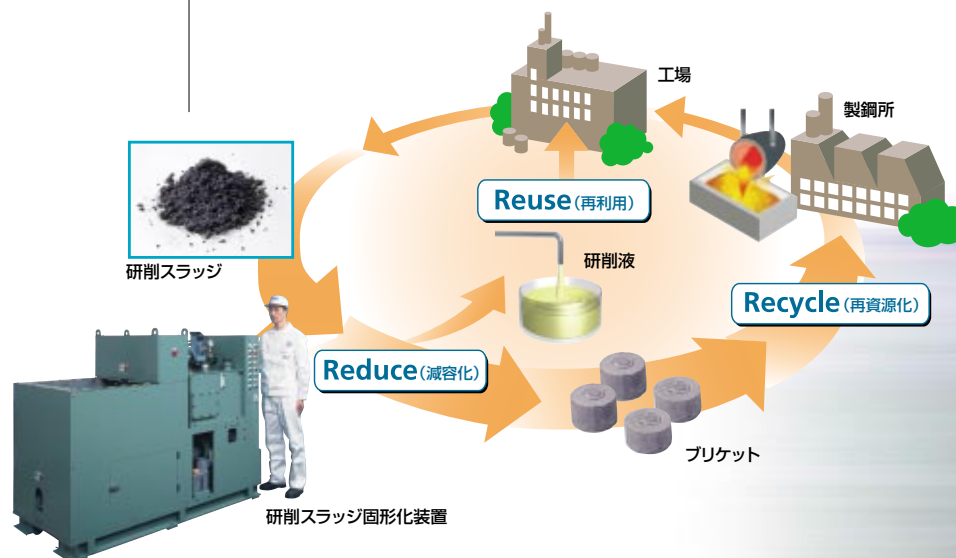 工場
製鋼所
Reuse(再利用)
研削スラッジ
研削液
Recycle(再資源化)
Reduce(減容化)
ブリケット
研削スラッジ固形化装置